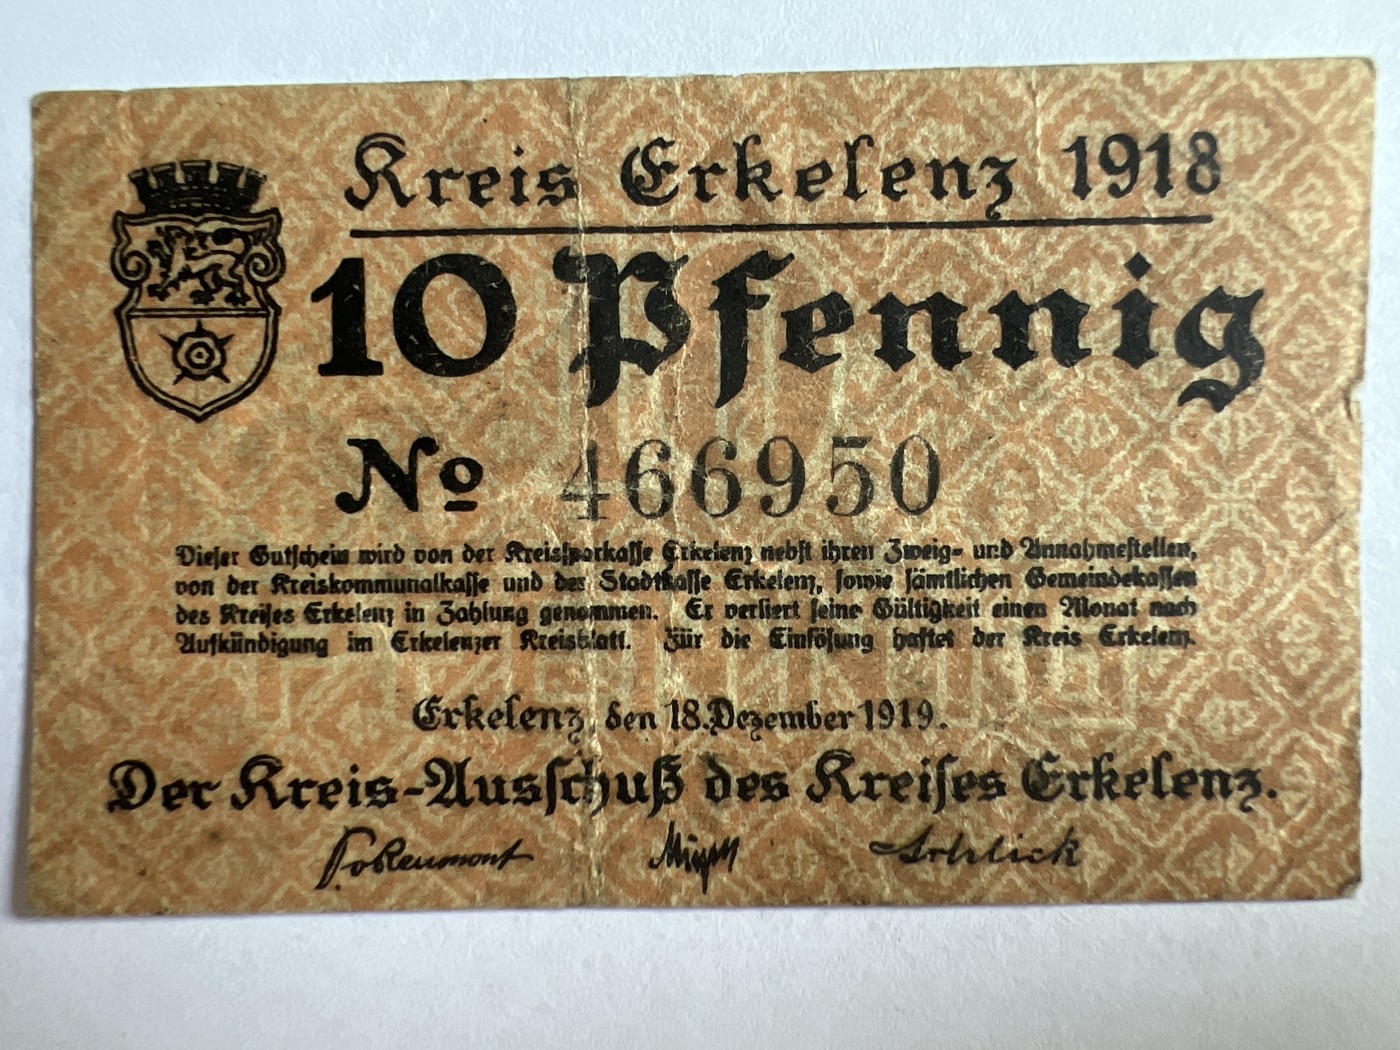 Kreis Erkelenz 1918
10 Pfennig
No 466950
Dieser Gutschein wird von der Kreissparkasse Erkelenz nebst ihren Zweig- und Annahmestellen,
von der Kreiskommunalkasse und der Stadtkasse Erkelenz, sowie sämtlichen Gemeindekassen
des Kreises Erkelenz in Zahlung genommen. Er verliert seine Gültigkeit einen Monat nach
Aufkündigung im Erkelenzer Kreisblatt. Für die Einlösung haftet der Kreis Erkelenz.
Erkelenz, den 18. Dezember 1919.
Der Kreis-Ausschuß des Kreises Erkelenz.
Reumont